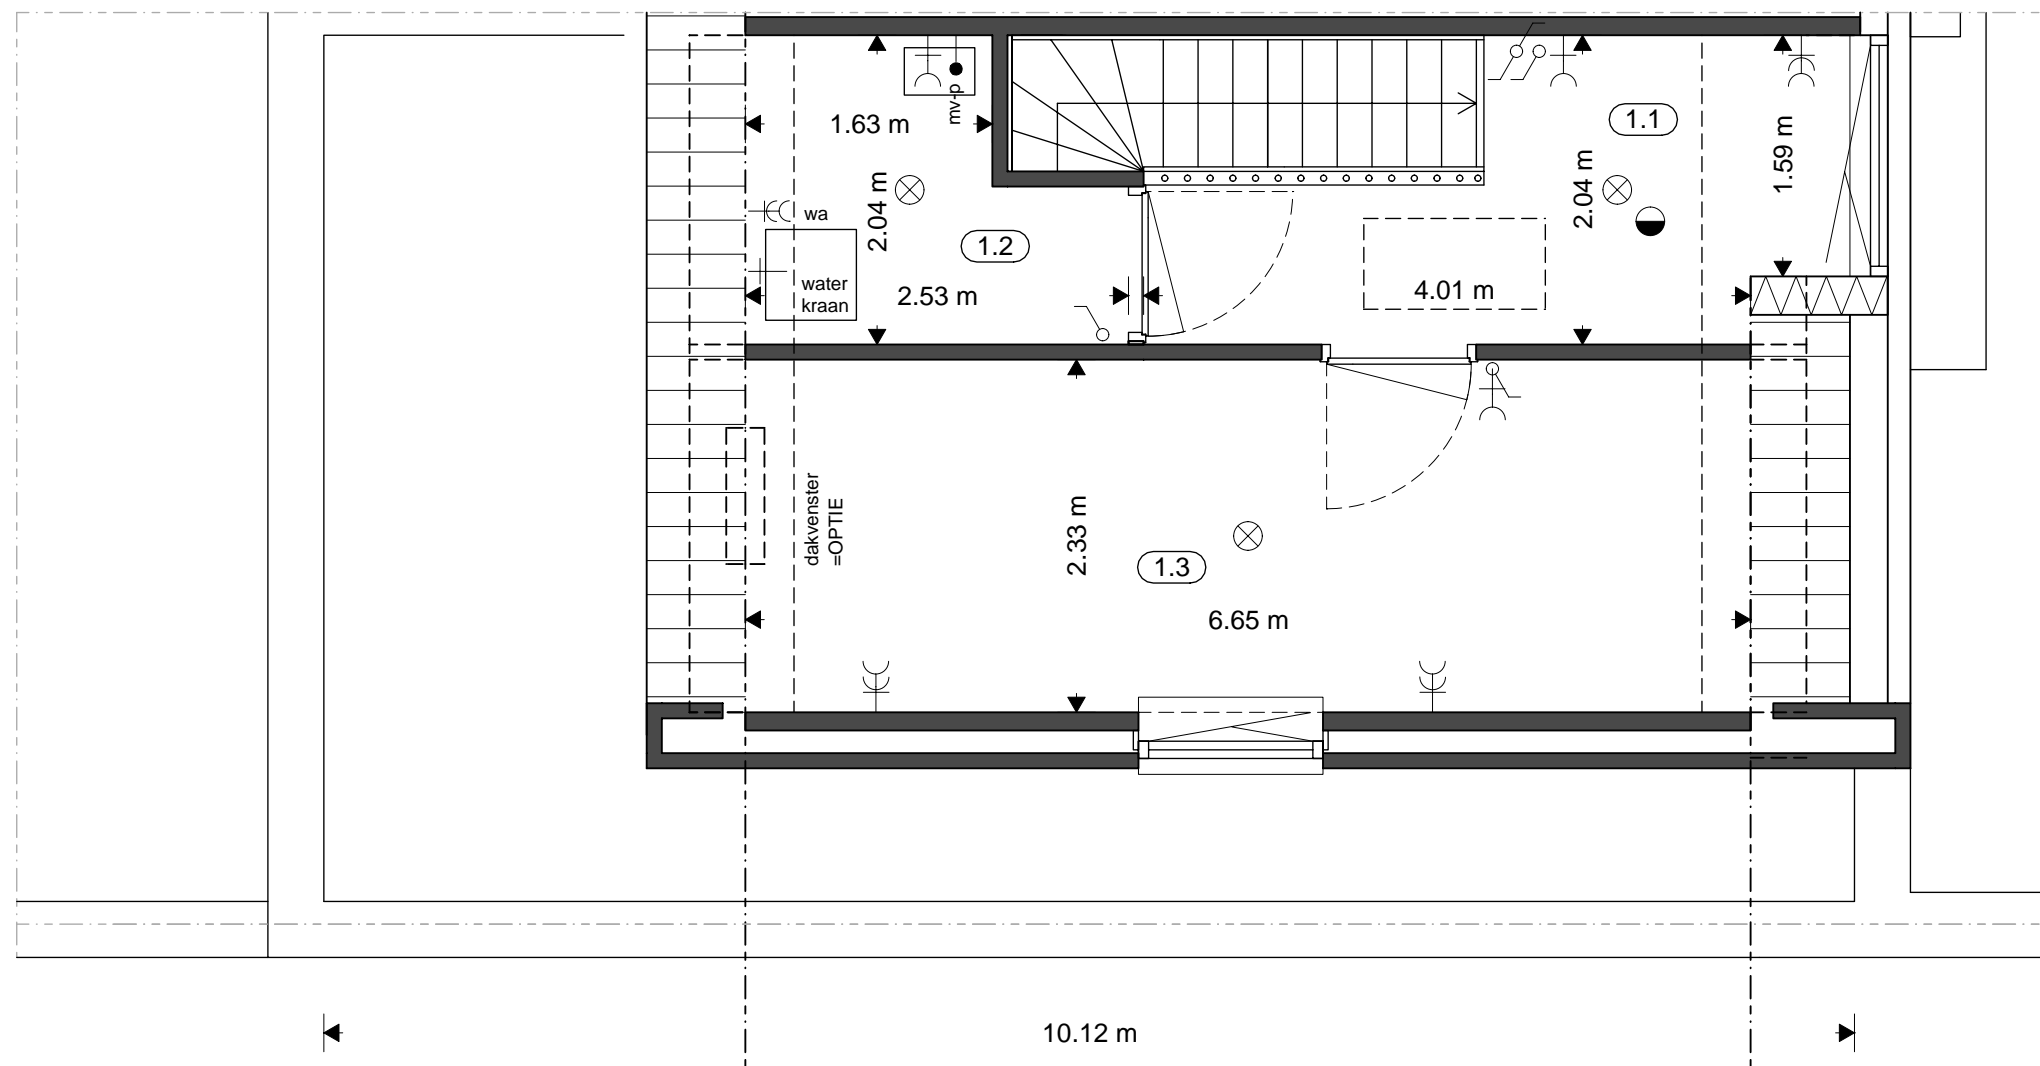 1.63 m
mv-p
1.1
1.59 m
2.04 m
2.04 m
wa
1.2
water
kraan
2.53 m
4.01 m
dakvenster
=OPTIE
2.33 m
1.3
6.65 m
10.12 m